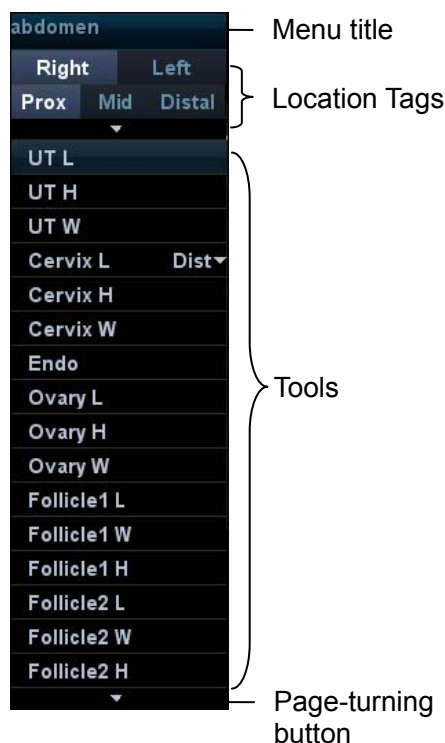 abdomen
Menu title
Right Left
Prox Mid Distal
Location Tags
UT L
UT H
UT W
Cervix L Dist
Cervix H
Cervix W
Endo
Ovary L
Ovary H
Ovary W
Follicle1 L
Follicle1 W
Follicle1 H
Follicle2 L
Follicle2 W
Follicle2 H
Tools
Page-turning
button